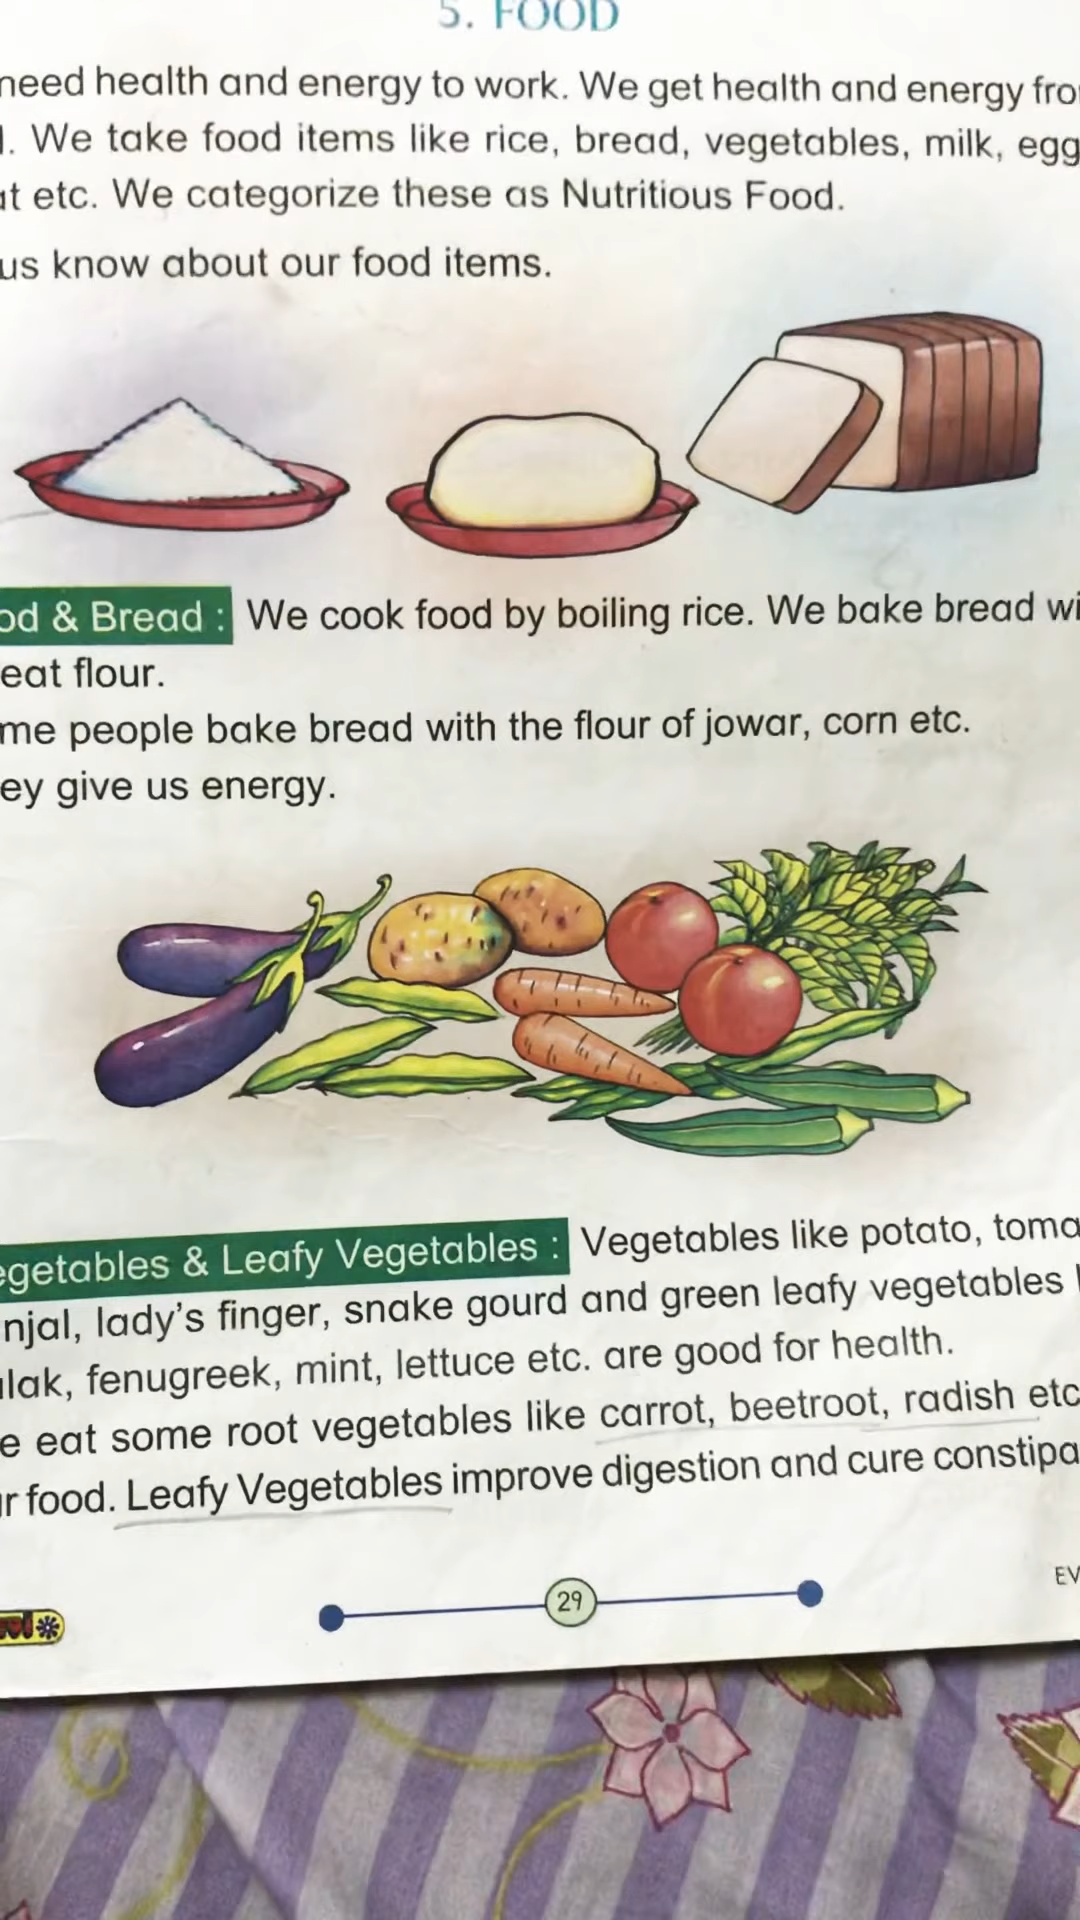 5. FOOD
need health and energy to work. We get health and energy fro
. We take food items like rice, bread, vegetables, milk, egg
at etc. We categorize these as Nutritious Food.
us know about our food items.
od & Bread : We cook food by boiling rice. We bake bread wi
eat flour.
me people bake bread with the flour of jowar, corn etc.
ey give us energy.
egetables & Leafy Vegetables : Vegetables like potato, toma
njal, lady's finger, snake gourd and green leafy vegetables l
lak, fenugreek, mint, lettuce etc. are good for health.
e eat some root vegetables like carrot, beetroot, radish etc
r food. Leafy Vegetables improve digestion and cure constipa
29
EV